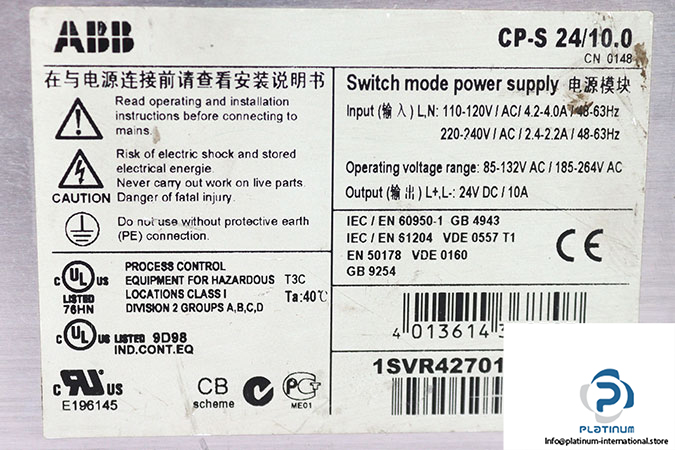 ABB
CP-S 24/10.0
CN 0148
在与电源连接前请查看安装说明书
Read operating and installation
instructions before connecting to
mains.
Risk of electric shock and stored
electrical energie.
Never carry out work on live parts.
Danger of fatal injury.
CAUTION
Do not use without protective earth
(PE) connection.
Switch mode power supply 电源模块
Input (输入) L,N: 110-120V / AC/ 4.2-4.0A / 48-63Hz
220-240V / AC / 2.4-2.2A / 48-63Hz
Operating voltage range: 85-132V AC / 185-264V AC
Output (输出) L+,L-: 24V DC / 10A
IEC / EN 60950-1 GB 4943
IEC / EN 61204 VDE 0557 T1
EN 50178 VDE 0160
GB 9254
CE
C UL US
LISTED
76HN
PROCESS CONTROL
EQUIPMENT FOR HAZARDOUS T3C
LOCATIONS CLASS I Ta:40℃
DIVISION 2 GROUPS A,B,C,D
C UL US LISTED 9D98
IND.CONT.EQ
C RU US
E196145
CB
scheme
ME01
4 013614
1SVR42701
PLATINUM
Info@platinum-international.store